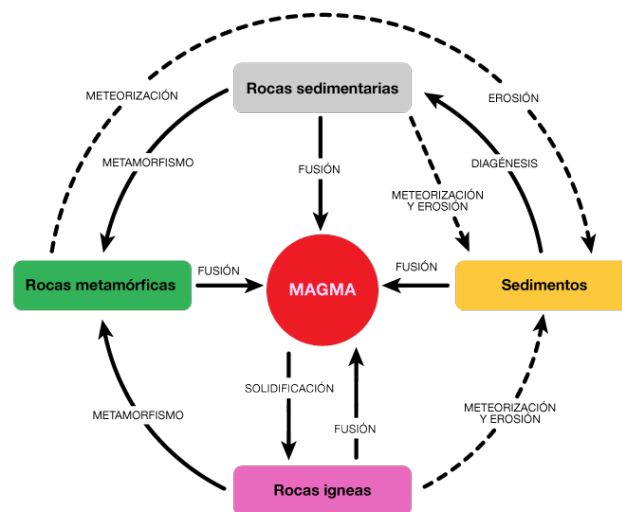 METEORIZACIÓN
EROSIÓN
Rocas sedimentarias
METAMORFISMO
DIAGÉNESIS
FUSIÓN
METEORIZACIÓN
Y EROSIÓN
Rocas metamórficas
FUSIÓN
MAGMA
FUSIÓN
Sedimentos
SOLIDIFICACIÓN
METAMORFISMO
FUSIÓN
METEORIZACIÓN
Y EROSIÓN
Rocas igneas